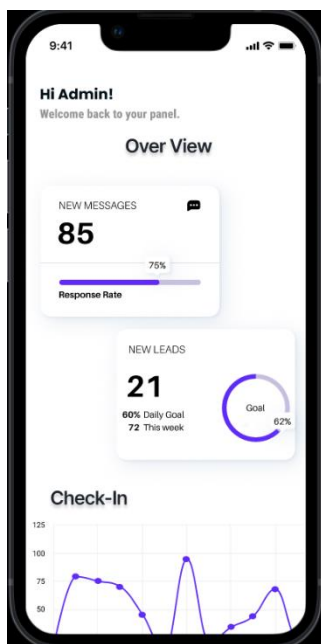 9:41
Hi Admin!
Welcome back to your panel.
Over View
NEW MESSAGES
85
75%
Response Rate
NEW LEADS
21
60% Daily Goal
72 This week
Goal
62%
Check-In
125
100
75
50